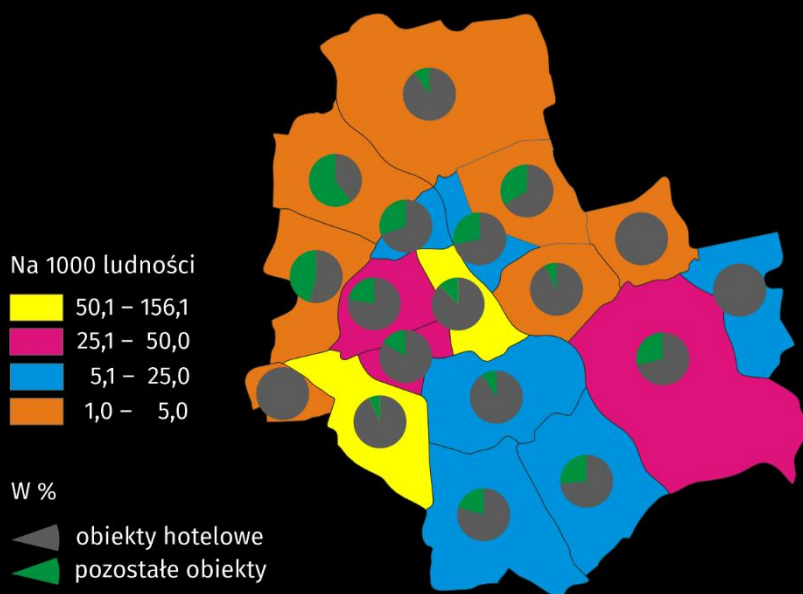 Na 1000 ludności
50,1 – 156,1
25,1 – 50,0
5,1 – 25,0
1,0 – 5,0
W %
obiekty hotelowe
pozostałe obiekty